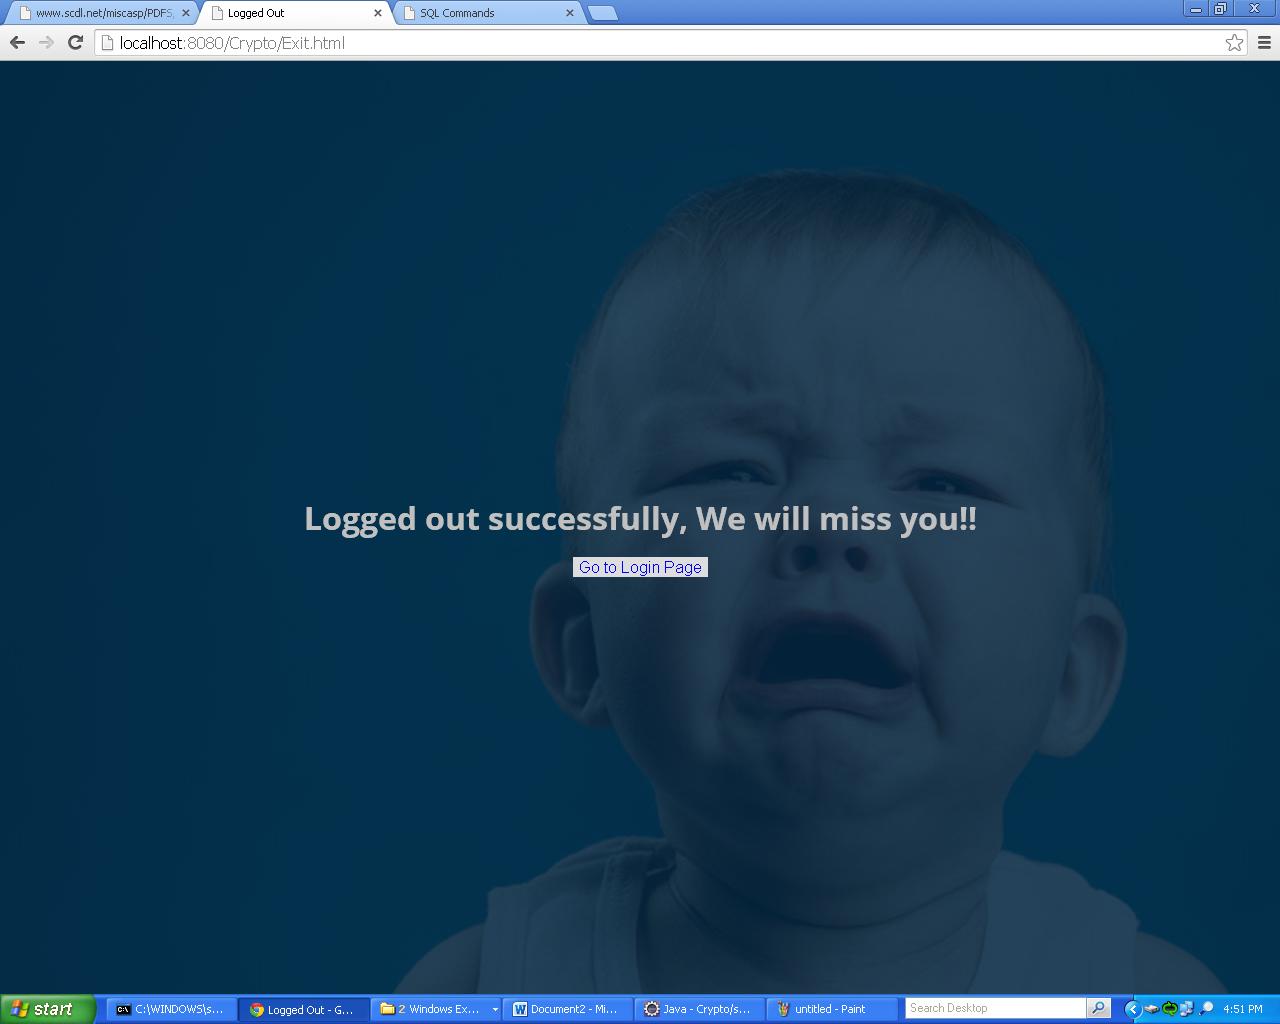 www.scdl.net/miscasp/PDFS
Logged Out
SQL Commands
localhost:8080/Crypto/Exit.html
Logged out successfully, We will miss you!!
Go to Login Page
start
C:\WINDOWS\s...
Logged Out - G...
2 Windows Ex...
Document2 - Mi...
Java - Crypto/s...
untitled - Paint
Search Desktop
4:51 PM